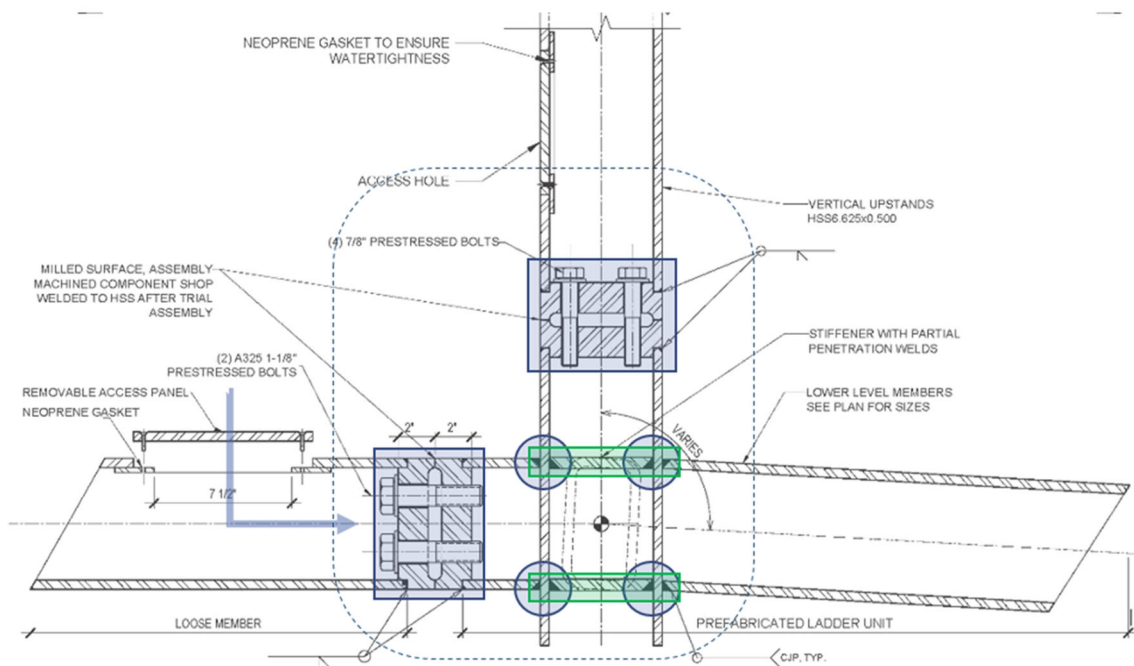 NEOPRENE GASKET TO ENSURE
WATERTIGHTNESS
ACCESS HOLE
VERTICAL UPSTANDS
HSS6.625x0.500
(4) 7/8" PRESTRESSED BOLTS
MILLED SURFACE, ASSEMBLY
MACHINED COMPONENT SHOP
WELDED TO HSS AFTER TRIAL
ASSEMBLY
STIFFENER WITH PARTIAL
PENETRATION WELDS
(2) A325 1-1/8"
PRESTRESSED BOLTS
REMOVABLE ACCESS PANEL
NEOPRENE GASKET
LOWER LEVEL MEMBERS
SEE PLAN FOR SIZES
2"
2"
VARIES
7 1/2"
LOOSE MEMBER
PREFABRICATED LADDER UNIT
CJP, TYP.